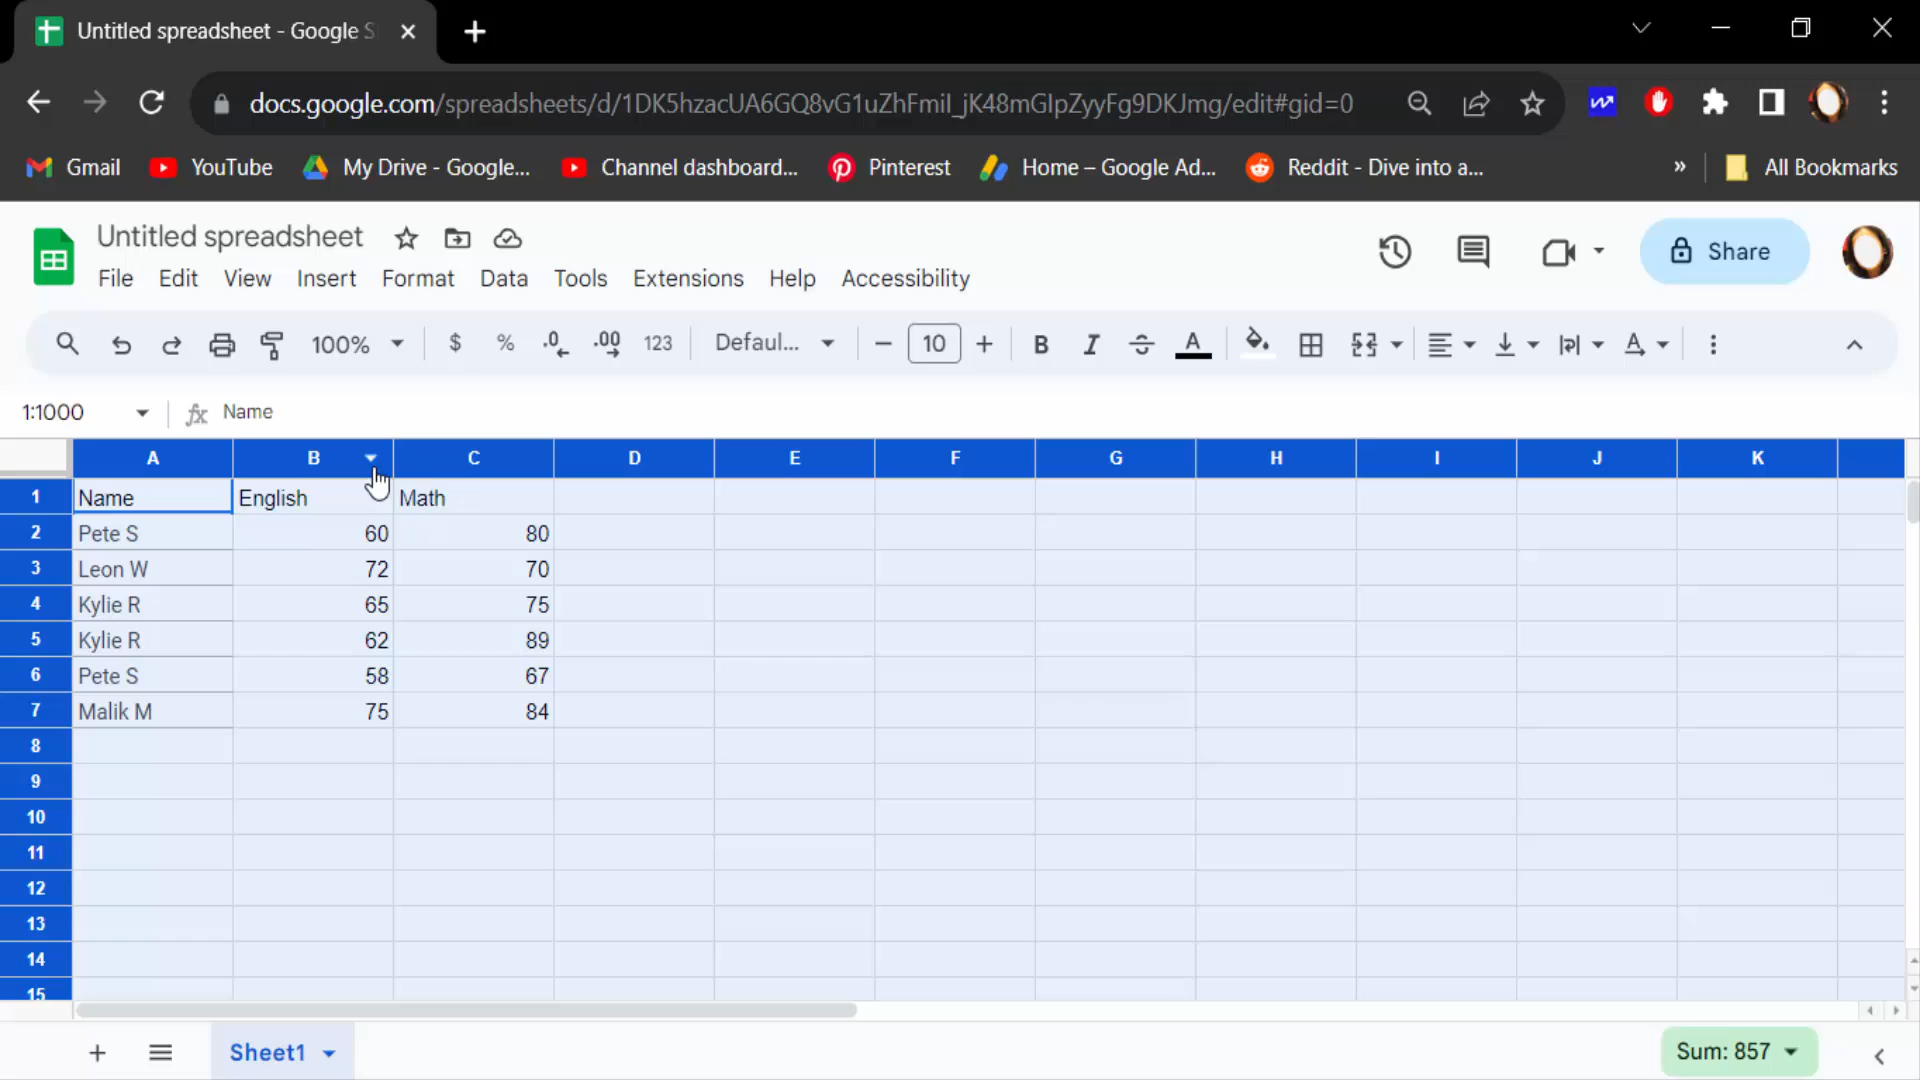 Untitled spreadsheet - Google S
docs.google.com/spreadsheets/d/1DK5hzacUA6GQ8vG1uZhFmiI_jK48mGIpZyyFg9DKJmg/edit#gid=0
Gmail YouTube My Drive - Google... Channel dashboard... Pinterest Home – Google Ad... Reddit - Dive into a... » All Bookmarks
Untitled spreadsheet
Share
File Edit View Insert Format Data Tools Extensions Help Accessibility
100% $ % .0 .00 123 Defaul... − 10 + B I S A A
1:1000 fx Name
A B C D E F G H I J K
1 Name English Math
2 Pete S 60 80
3 Leon W 72 70
4 Kylie R 65 75
5 Kylie R 62 89
6 Pete S 58 67
7 Malik M 75 84
8
9
10
11
12
13
14
15
Sheet1 Sum: 857